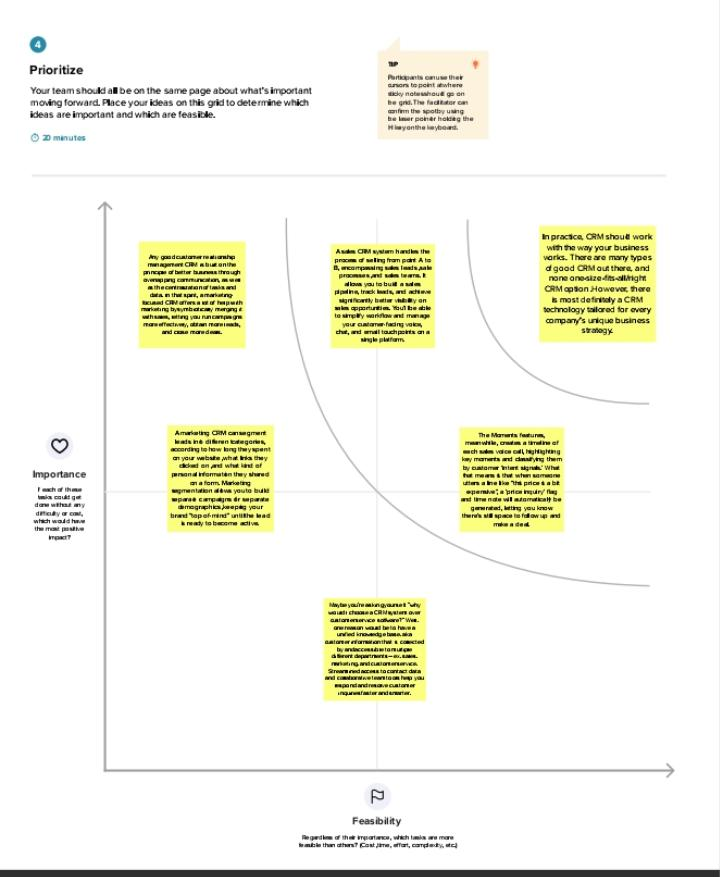 4
Prioritize
Your team should all be on the same page about what's important
moving forward. Place your ideas on this grid to determine which
ideas are important and which are feasible.
20 minutes
TIP
Participants can use their
cursors to point at where
sticky notes should go on
the grid. The facilitator can
confirm the spot by using
the laser pointer holding the
H key on the keyboard.
Any good customer relationship
management CRM is built on the
principle of better business through
overlapping communication, as well
as the centralization of tasks and
data. In that spirit, a marketing-
focused CRM offers a lot of help with
marketing by symbiotically merging it
with sales, letting you run campaigns
more effectively, obtain more leads,
and close more deals.
A sales CRM system handles the
process of selling from point A to
B, encompassing sales leads, sale
processes, and sales teams. It
allows you to build a sales
pipeline, track leads, and achieve
significantly better visibility on
sales opportunities. You'll be able
to simplify workflow and manage
your customer-facing voice,
chat, and email touchpoints on a
single platform.
In practice, CRM should work
with the way your business
works. There are many types
of good CRM out there, and
none one-size-fits-all/right
CRM option .However, there
is most definitely a CRM
technology tailored for every
company's unique business
strategy.
A marketing CRM can segment
leads into different categories,
according to how long they spent
on your website ,what links they
clicked on ,and what kind of
personal information they shared
on a form. Marketing
segmentation allows you to build
separate campaigns for separate
demographics,keeping your
brand "top-of-mind" until the lead
is ready to become active.
The Moments features,
meanwhile, creates a timeline of
each sales voice call, highlighting
key moments and classifying them
by customer 'intent signals.' What
that means is that when someone
utters a line like "this price is a bit
expensive", a 'price inquiry' flag
and time note will automatically be
generated, letting you know
there's still space to follow up and
make a deal.
Importance
If each of these
tasks could get
done without any
difficulty or cost,
which would have
the most positive
impact?
Maybe you're asking yourself "why
would I choose a CRM system over
customer service software?" Well,
one reason would be to have a
unified knowledge base, aka
customer information that is collected
by and accessible to multiple
different departments—ex. sales,
marketing, and customer service.
Streamlined access to contact data
and collaborative team tools help you
respond and resolve customer
inquiries faster and smarter.
Feasibility
Regardless of their importance, which tasks are more
feasible than others? (Cost, time, effort, complexity, etc.)